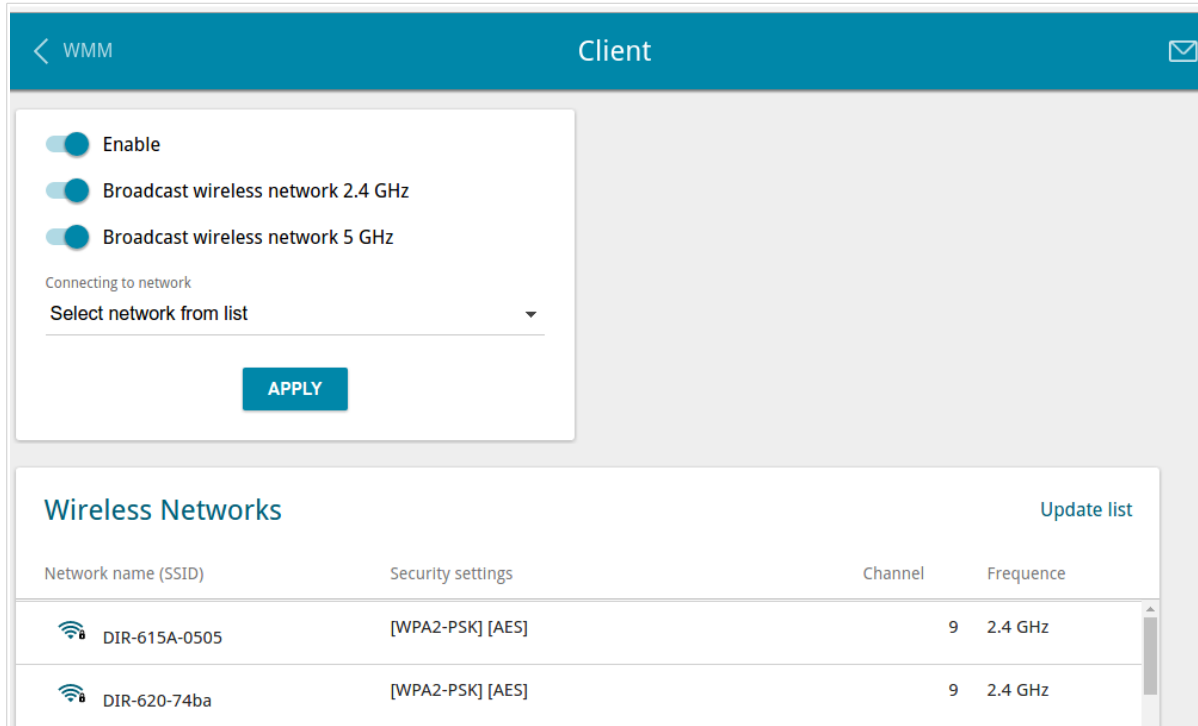 WMM Client
Enable
Broadcast wireless network 2.4 GHz
Broadcast wireless network 5 GHz
Connecting to network
Select network from list
APPLY
Wireless Networks Update list
Network name (SSID) Security settings Channel Frequence
DIR-615A-0505 [WPA2-PSK] [AES] 9 2.4 GHz
DIR-620-74ba [WPA2-PSK] [AES] 9 2.4 GHz